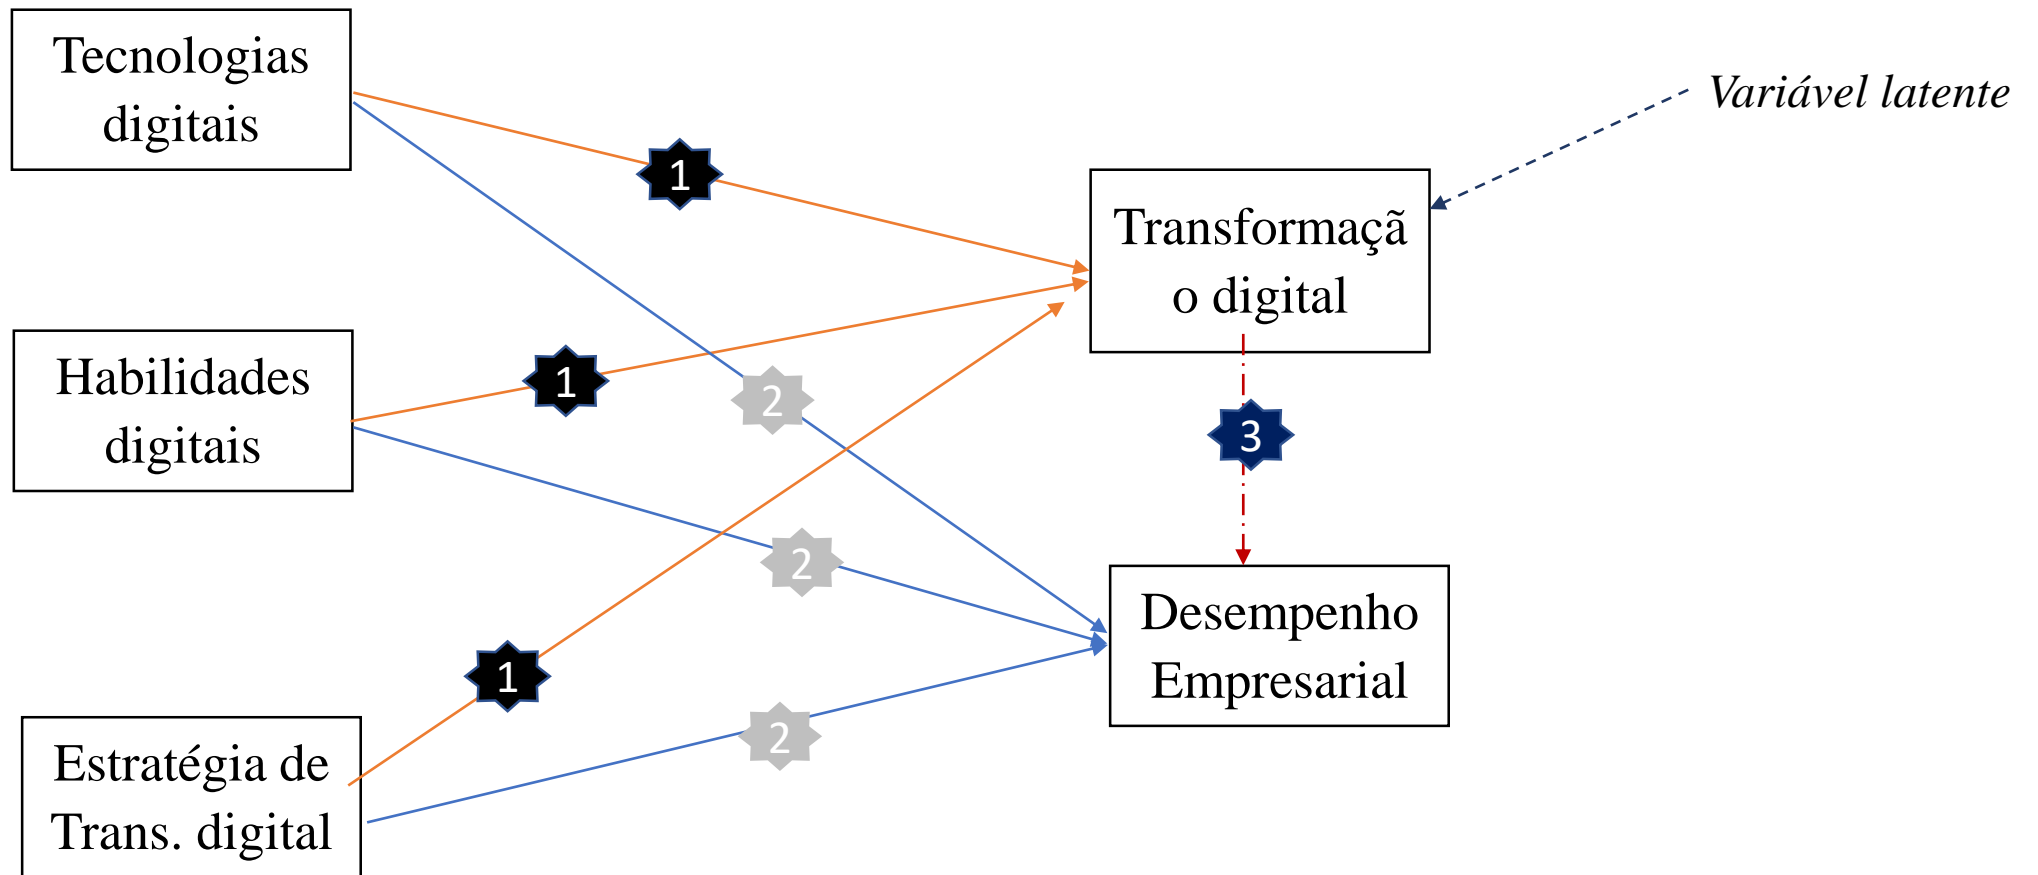 Tecnologias
digitais
Variável latente
1
Transformaçã
o digital
Habilidades
digitais
1
2
3
2
Desempenho
Empresarial
1
2
Estratégia de
Trans. digital